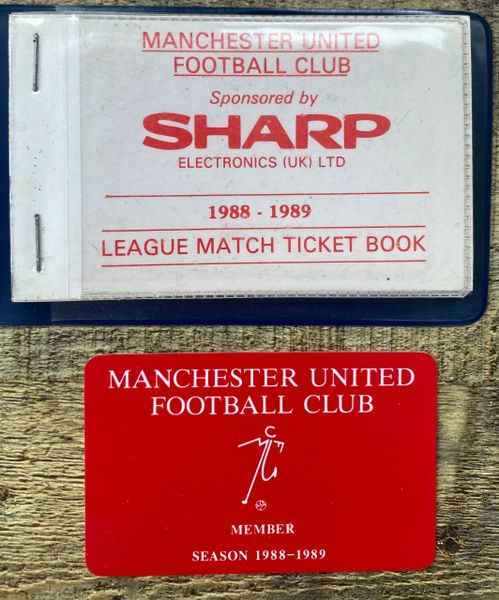 MANCHESTER UNITED
FOOTBALL CLUB
Sponsored by
SHARP
ELECTRONICS (UK) LTD
1988 - 1989
LEAGUE MATCH TICKET BOOK
MANCHESTER UNITED
FOOTBALL CLUB
MEMBER
SEASON 1988–1989